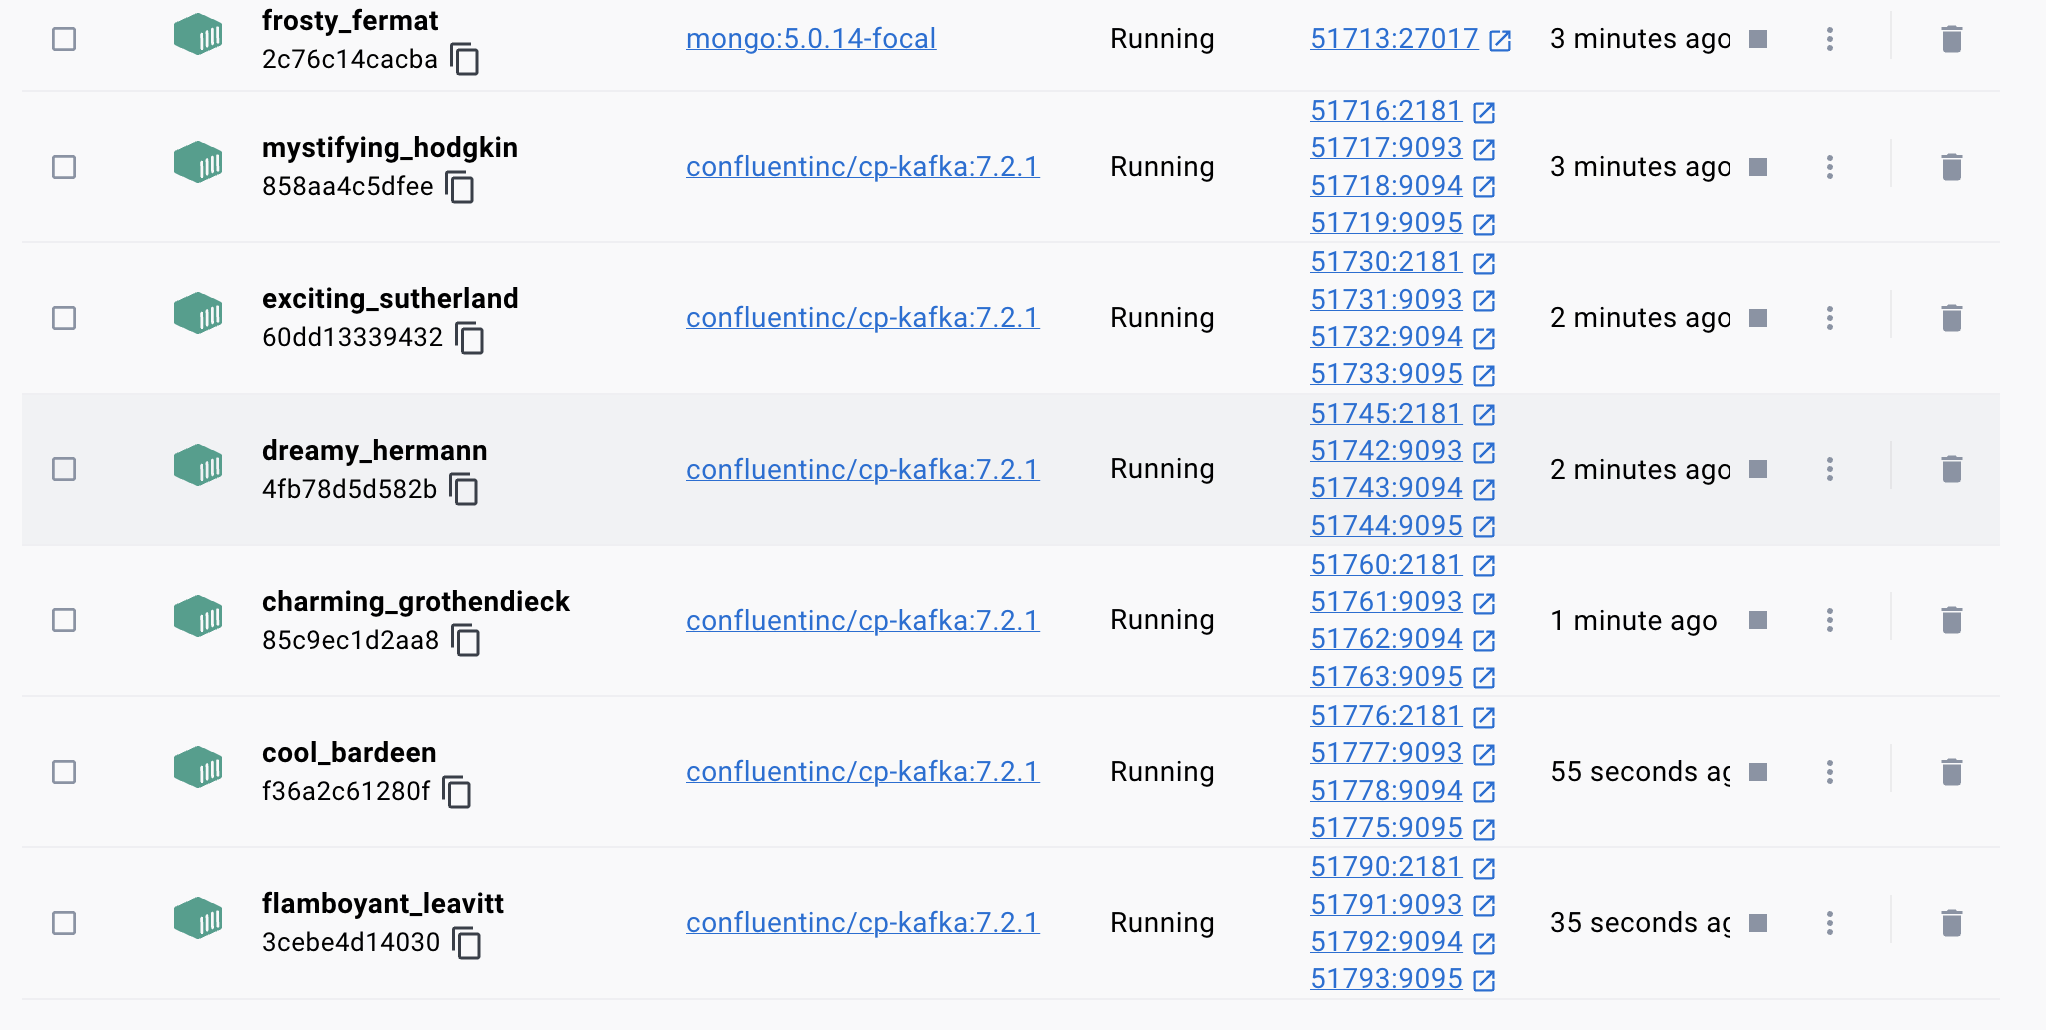 frosty_fermat
2c76c14cacba
mongo:5.0.14-focal
Running
51713:27017
3 minutes ago
mystifying_hodgkin
858aa4c5dfee
confluentinc/cp-kafka:7.2.1
Running
51716:2181
51717:9093
51718:9094
51719:9095
3 minutes ago
exciting_sutherland
60dd13339432
confluentinc/cp-kafka:7.2.1
Running
51730:2181
51731:9093
51732:9094
51733:9095
2 minutes ago
dreamy_hermann
4fb78d5d582b
confluentinc/cp-kafka:7.2.1
Running
51745:2181
51742:9093
51743:9094
51744:9095
2 minutes ago
charming_grothendieck
85c9ec1d2aa8
confluentinc/cp-kafka:7.2.1
Running
51760:2181
51761:9093
51762:9094
51763:9095
1 minute ago
cool_bardeen
f36a2c61280f
confluentinc/cp-kafka:7.2.1
Running
51776:2181
51777:9093
51778:9094
51775:9095
55 seconds ag
flamboyant_leavitt
3cebe4d14030
confluentinc/cp-kafka:7.2.1
Running
51790:2181
51791:9093
51792:9094
51793:9095
35 seconds ag